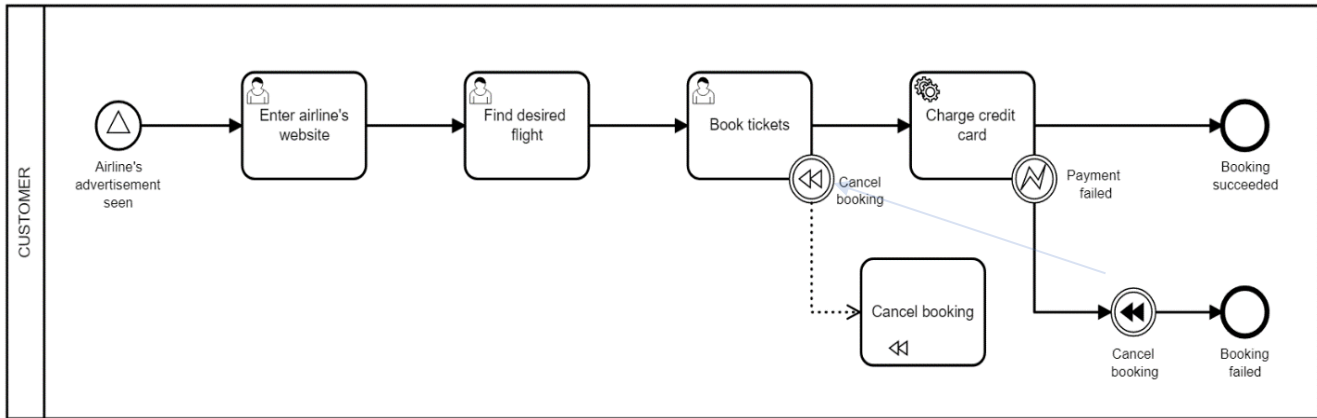 CUSTOMER
Airline's
advertisement
seen
Enter airline's
website
Find desired
flight
Book tickets
Cancel
booking
Charge credit
card
Payment
failed
Booking
succeeded
Cancel booking
Cancel
booking
Booking
failed